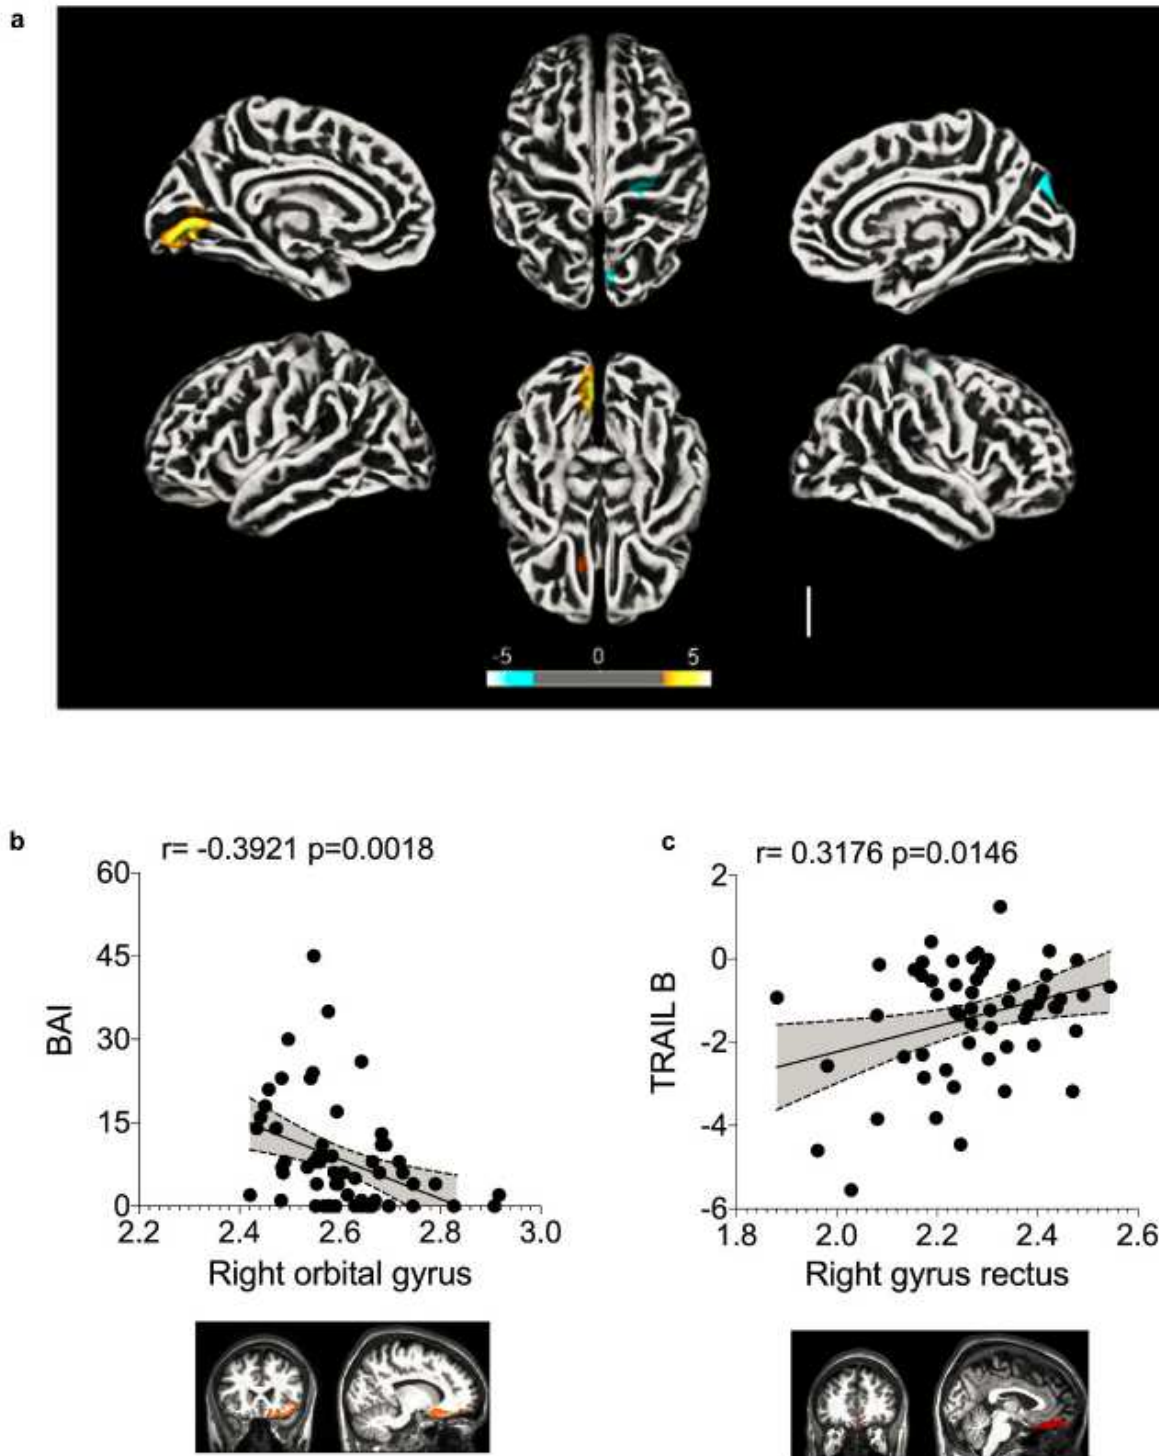 a
-5 0 5
b
r= -0.3921 p=0.0018
60
45
30
15
0
BAI
2.2 2.4 2.6 2.8 3.0
Right orbital gyrus
c
r= 0.3176 p=0.0146
2
0
-2
-4
-6
TRAIL B
1.8 2.0 2.2 2.4 2.6
Right gyrus rectus